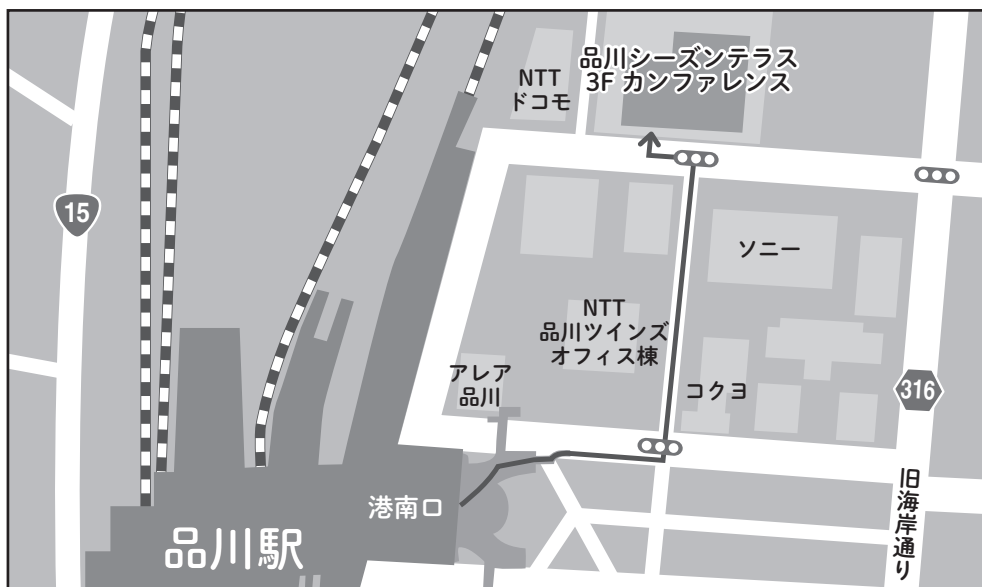 品川シーズンテラス
3F カンファレンス
NTT
ドコモ
15
ソニー
NTT
品川ツインズ
オフィス棟
アレア
品川
コクヨ
316
港南口
品川駅
旧海岸通り